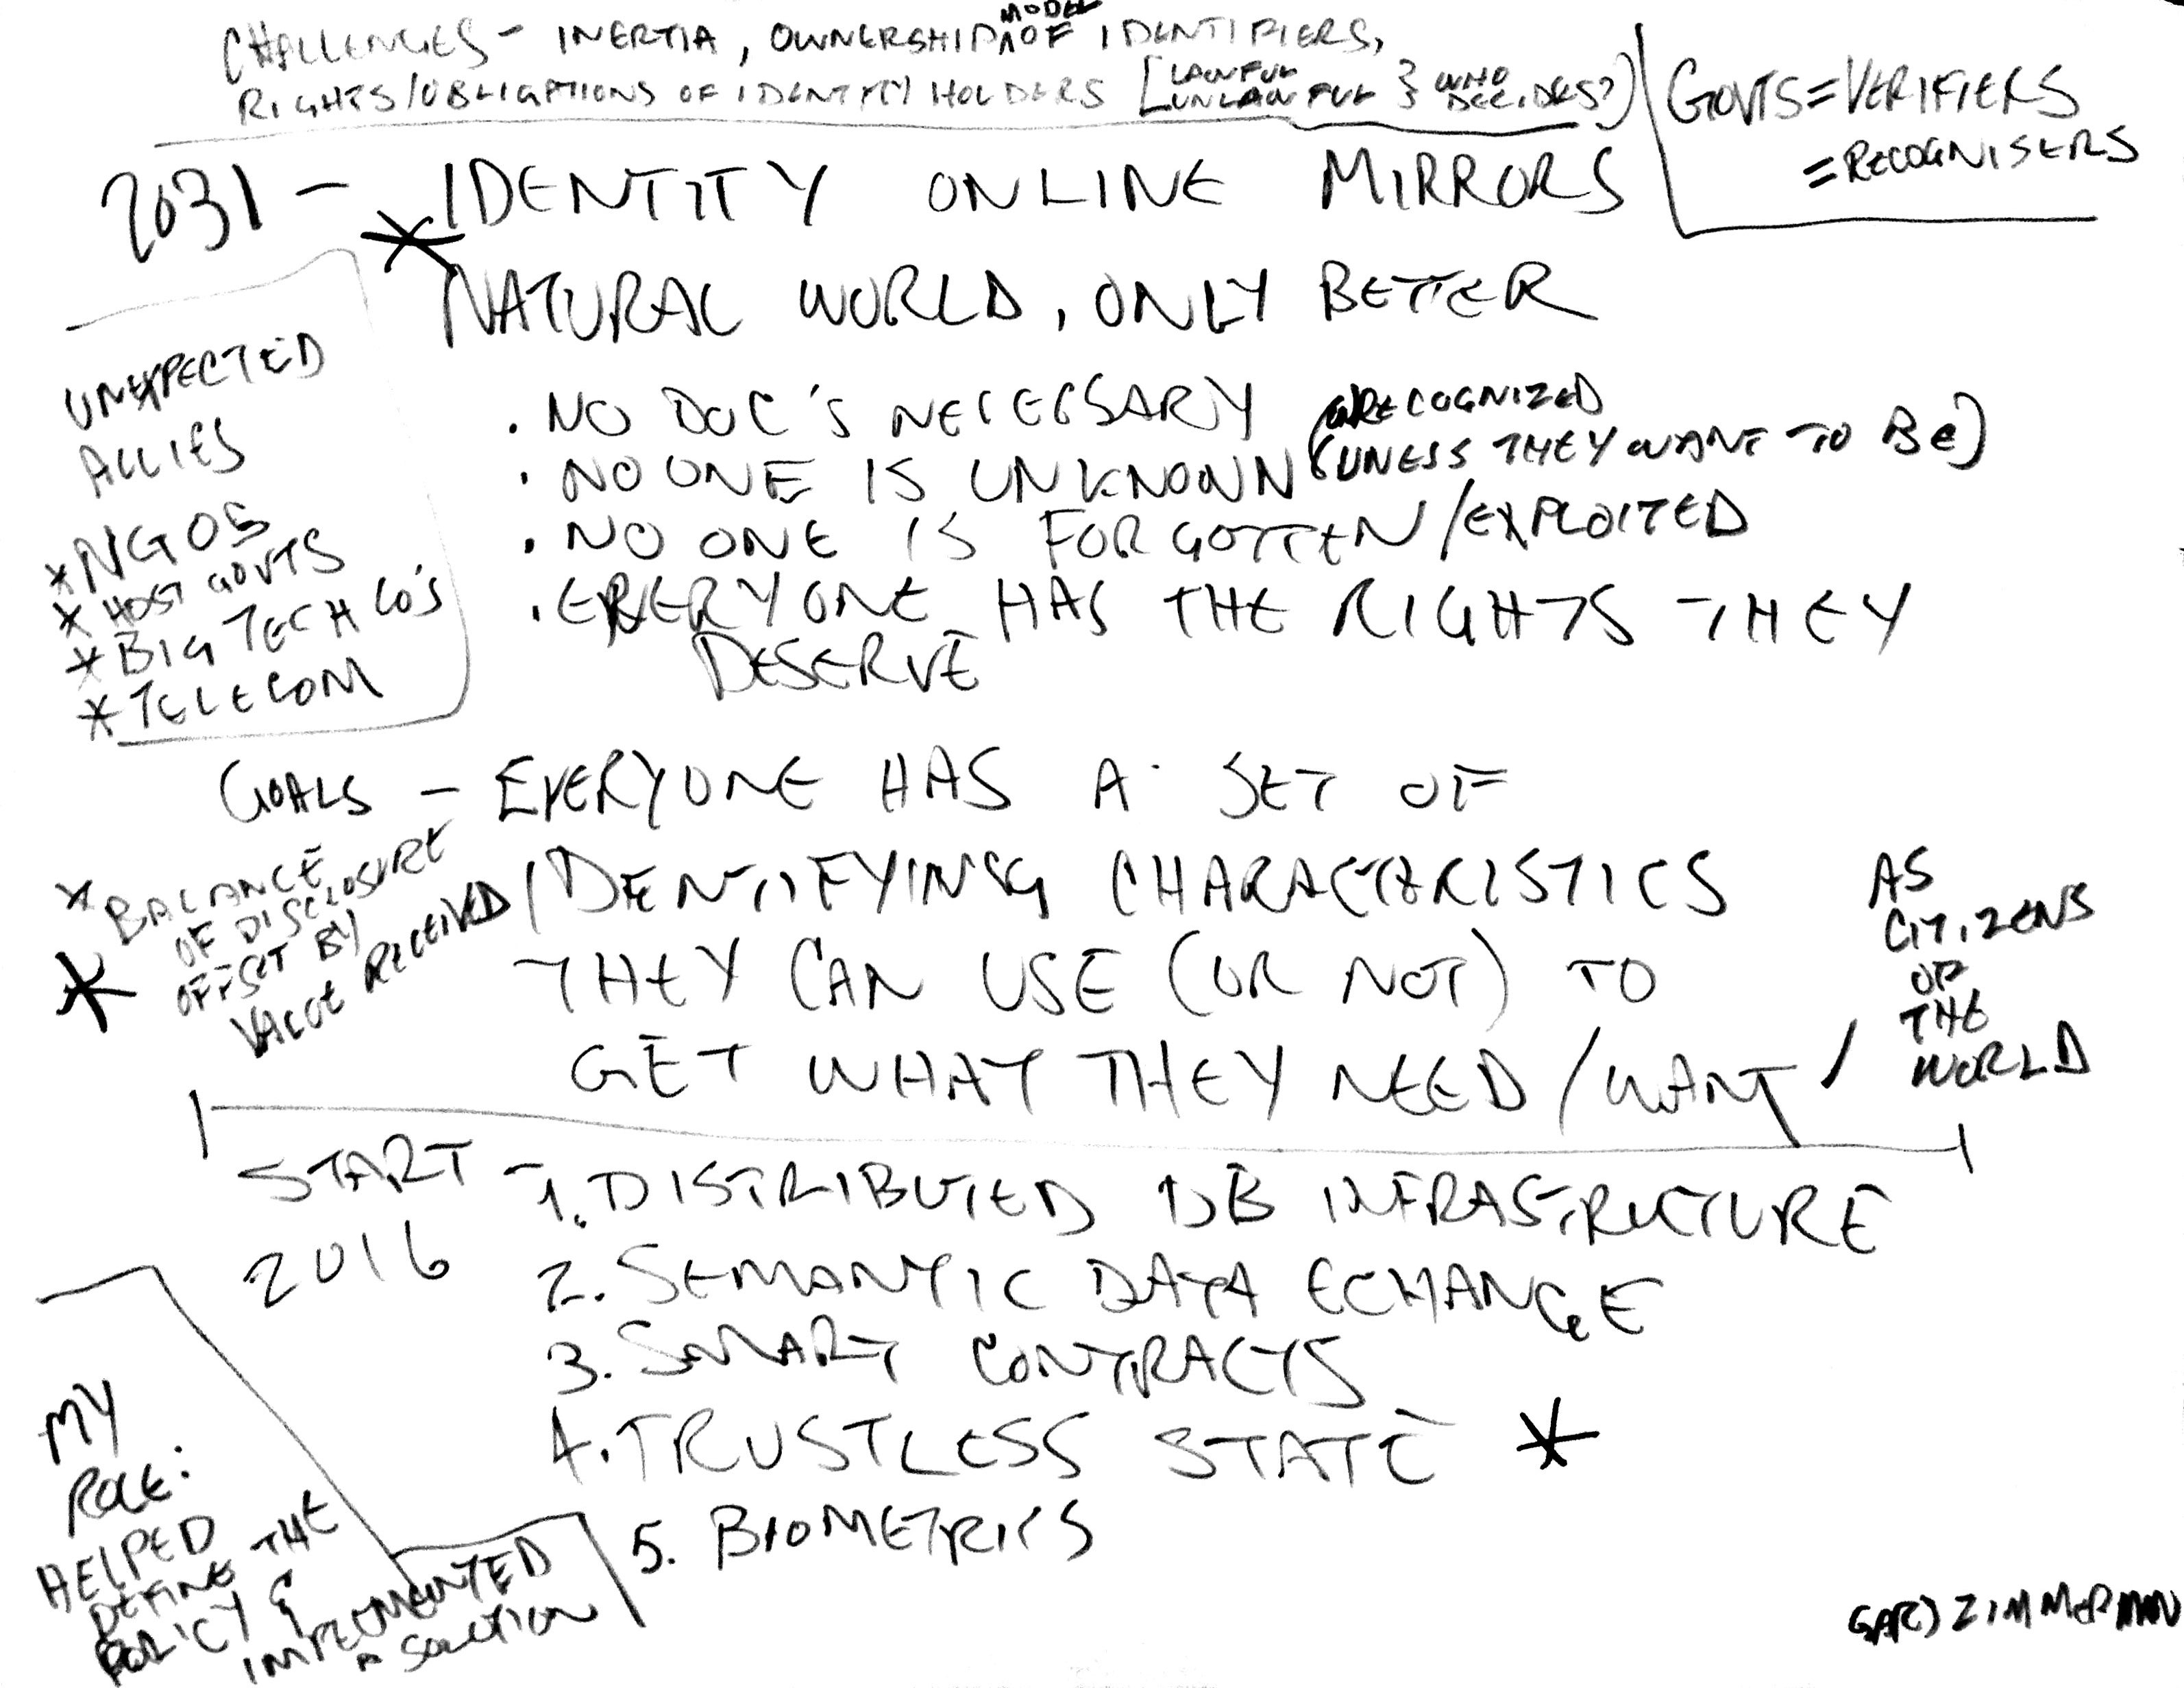 CHALLENGES - INERTIA, OWNERSHIP MODEL OF IDENTIFIERS,
RIGHTS/OBLIGATIONS OF IDENTITY HOLDERS [LAWFUL UNLAWFUL } WHO DECIDES?)
GOVTS = VERIFIERS
= RECOGNISERS
2031 - * IDENTITY ONLINE MIRRORS
NATURAL WORLD, ONLY BETTER
. NO DOC'S NECECSSARY
. NO ONE IS UNKNOWN (UNRECOGNIZED
(UNESS THEY WANT TO BE)
. NO ONE IS FORGOTTEN/EXPLOITED
. EVERYONE HAS THE RIGHTS THEY
DESERVE
UNEXPECTED
ALLIES
* NGOS
* HOST GOVTS
* BIG TECH CO'S
* TELECOM
GOALS - EVERYONE HAS A SET OF
IDENTIFYING CHARACTERISTICS
THEY CAN USE (OR NOT) TO
GET WHAT THEY NEED/WANT/
AS
CITIZENS
OF
THE
WORLD
* BALANCE
OF DISCLOSURE
OFFSET BY
VALUE RECEIVED
*
START - 1. DISTRIBUTED DB INFRASTRUCTURE
2016
2. SEMANTIC DATA ECHANGE
3. SMART CONTRACTS
4. TRUSTLESS STATE *
5. BIOMETRICS
MY
ROLE:
HELPED
DEFINE THE
POLICY &
IMPLEMENTED
A SOLUTION
ZIMMERMAN